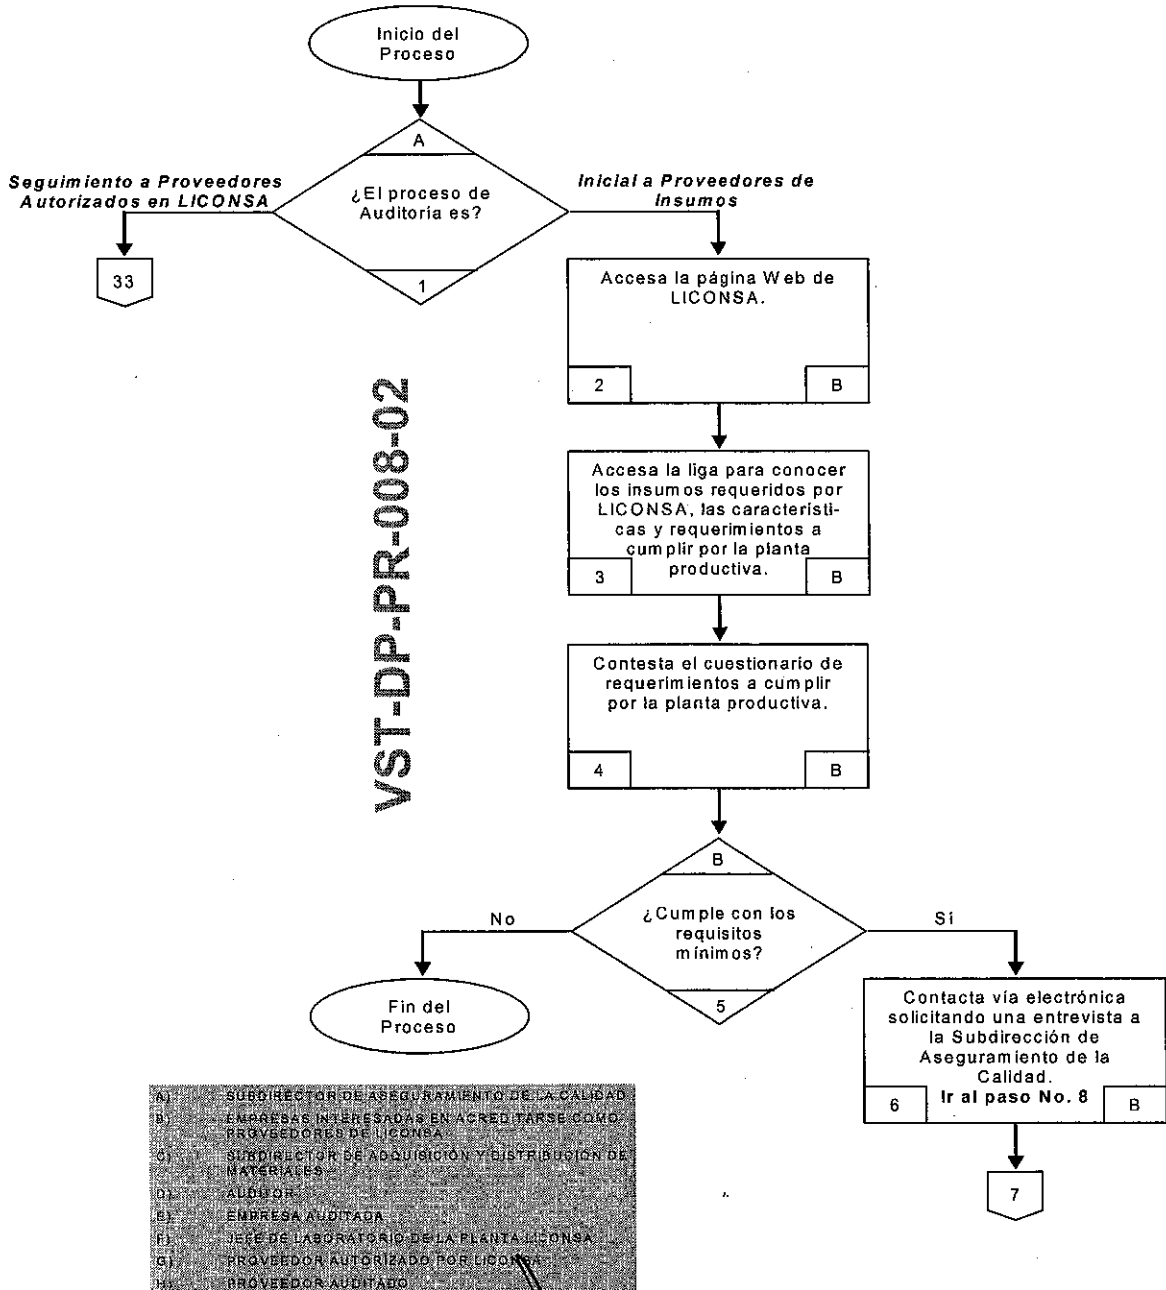 Inicio del
Proceso
A
¿El proceso de
Auditoría es?
1
Seguimiento a Proveedores
Autorizados en LICONSA
33
Inicial a Proveedores de
Insumos
Accesa la página Web de
LICONSA.
2
B
Accesa la liga para conocer
los insumos requeridos por
LICONSA, las característi-
cas y requerimientos a
cumplir por la planta
productiva.
3
B
Contesta el cuestionario de
requerimientos a cumplir
por la planta productiva.
4
B
VST-DP-PR-008-02
B
¿Cumple con los
requisitos
mínimos?
5
No
Fin del
Proceso
Sí
Contacta vía electrónica
solicitando una entrevista a
la Subdirección de
Aseguramiento de la
Calidad.
Ir al paso No. 8
6
B
7
A) SUBDIRECTOR DE ASEGURAMIENTO DE LA CALIDAD
B) EMPRESAS INTERESADAS EN ACREDITARSE COMO
PROVEEDORES DE LICONSA
C) SUBDIRECTOR DE ADQUISICIÓN Y DISTRIBUCIÓN DE
MATERIALES
D) AUDITOR
E) EMPRESA AUDITADA
F) JEFE DE LABORATORIO DE LA PLANTA LICONSA
G) PROVEEDOR AUTORIZADO POR LICONSA
H) PROVEEDOR AUDITADO